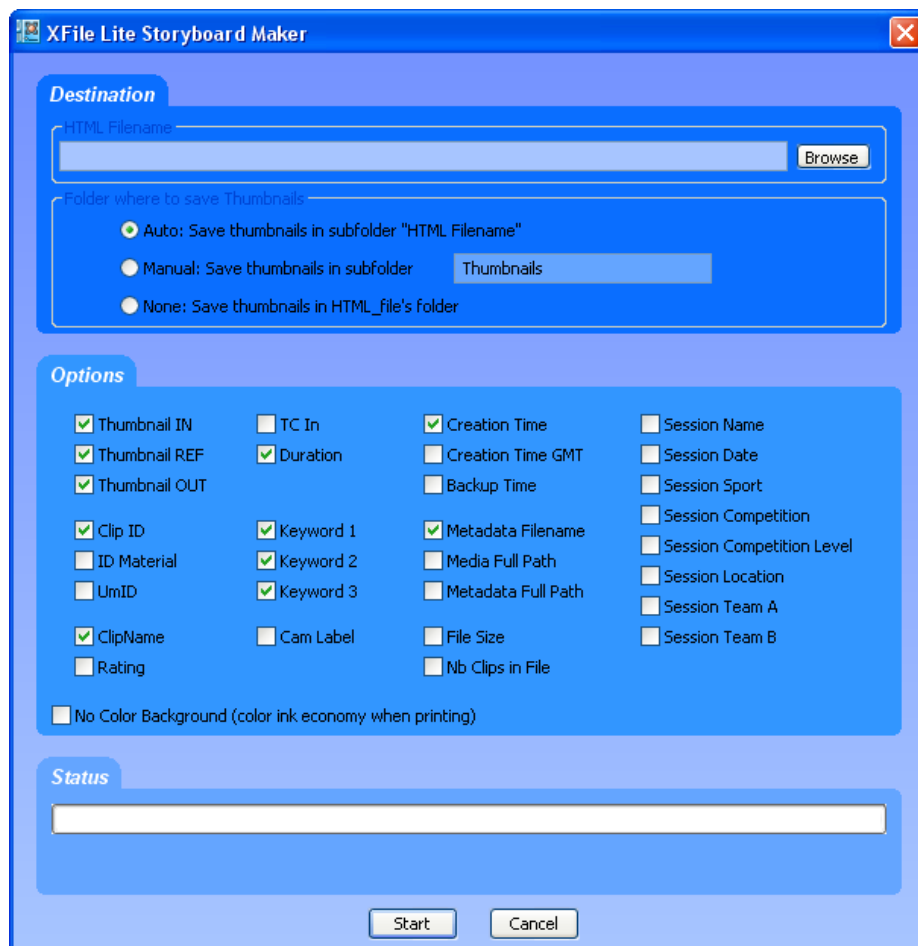 XFile Lite Storyboard Maker
Destination
HTML Filename
Browse
Folder where to save Thumbnails
Auto: Save thumbnails in subfolder "HTML Filename"
Manual: Save thumbnails in subfolder Thumbnails
None: Save thumbnails in HTML_file's folder
Options
Thumbnail IN TC In Creation Time Session Name
Thumbnail REF Duration Creation Time GMT Session Date
Thumbnail OUT Backup Time Session Sport
Session Competition
Clip ID Keyword 1 Metadata Filename
Session Competition Level
ID Material Keyword 2 Media Full Path
Session Location
UmID Keyword 3 Metadata Full Path
Session Team A
ClipName Cam Label File Size Session Team B
Rating Nb Clips in File
No Color Background (color ink economy when printing)
Status
Start Cancel